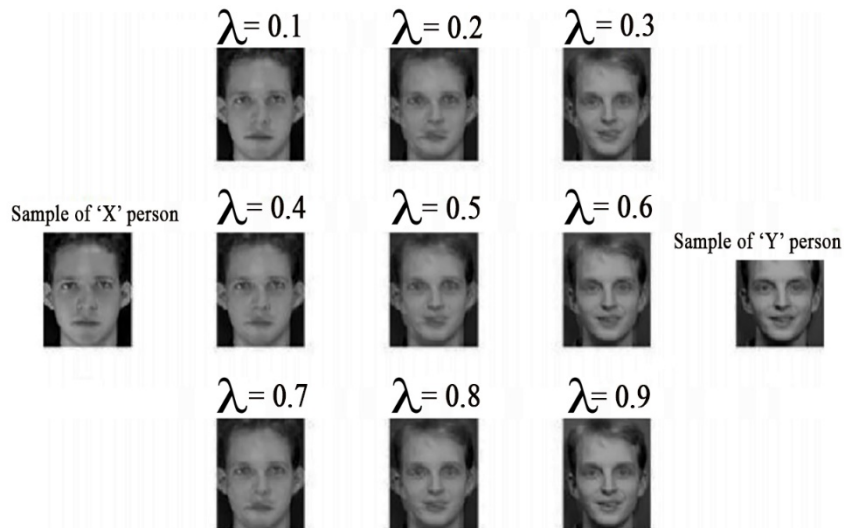 λ= 0.1 λ= 0.2 λ= 0.3
Sample of ‘X’ person
λ= 0.4 λ= 0.5 λ= 0.6
Sample of ‘Y’ person
λ= 0.7 λ= 0.8 λ= 0.9